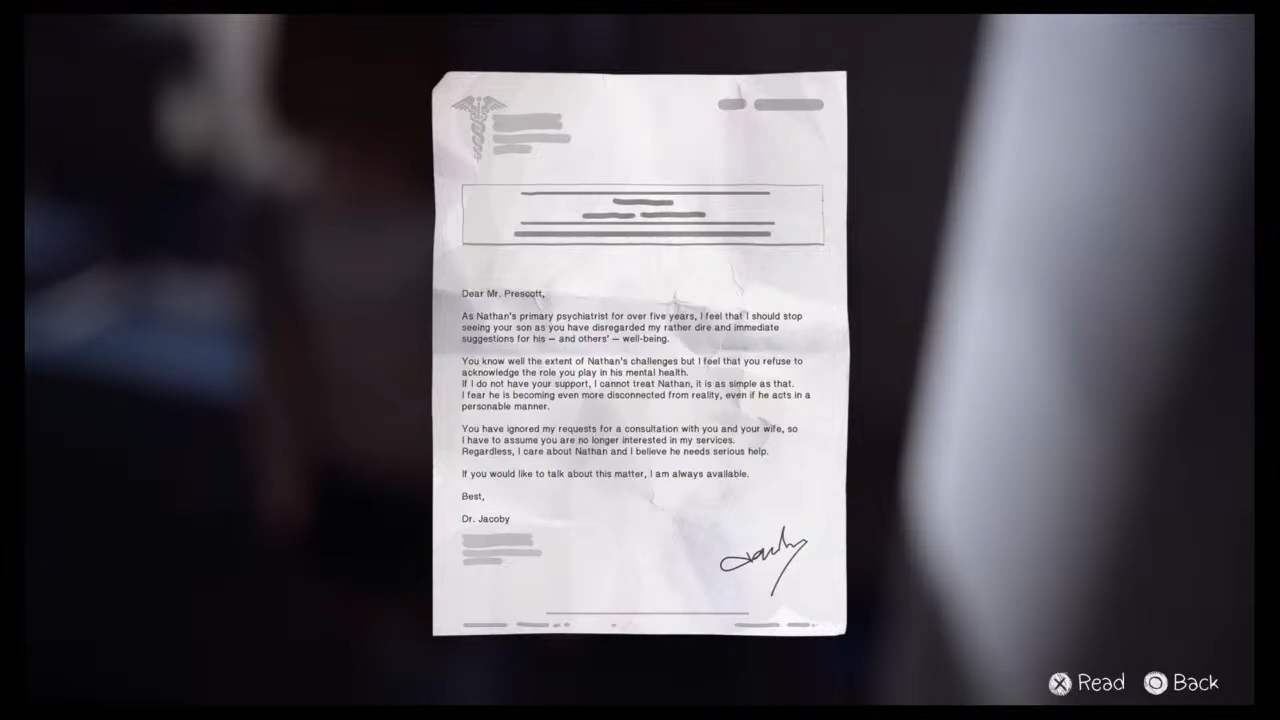 Dear Mr. Prescott,
As Nathan's primary psychiatrist for over five years, I feel that I should stop
seeing your son as you have disregarded my rather dire and immediate
suggestions for his — and others' — well-being.
You know well the extent of Nathan's challenges but I feel that you refuse to
acknowledge the role you play in his mental health.
If I do not have your support, I cannot treat Nathan, it is as simple as that.
I fear he is becoming even more disconnected from reality, even if he acts in a
personable manner.
You have ignored my requests for a consultation with you and your wife, so
I have to assume you are no longer interested in my services.
Regardless, I care about Nathan and I believe he needs serious help.
If you would like to talk about this matter, I am always available.
Best,
Dr. Jacoby
Read
Back